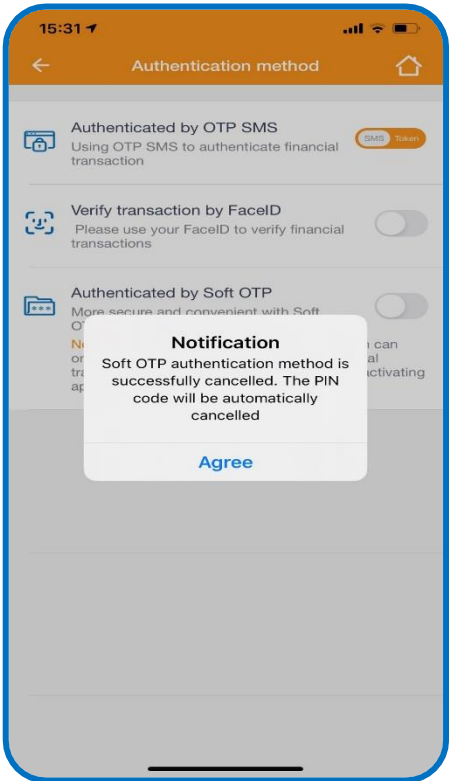 15:31
Authentication method
Authenticated by OTP SMS
SMS Token
Using OTP SMS to authenticate financial
transaction
Verify transaction by FaceID
Please use your FaceID to verify financial
transactions
Authenticated by Soft OTP
More secure and convenient with Soft
can
activating
Notification
Soft OTP authentication method is
successfully cancelled. The PIN
code will be automatically
cancelled
Agree